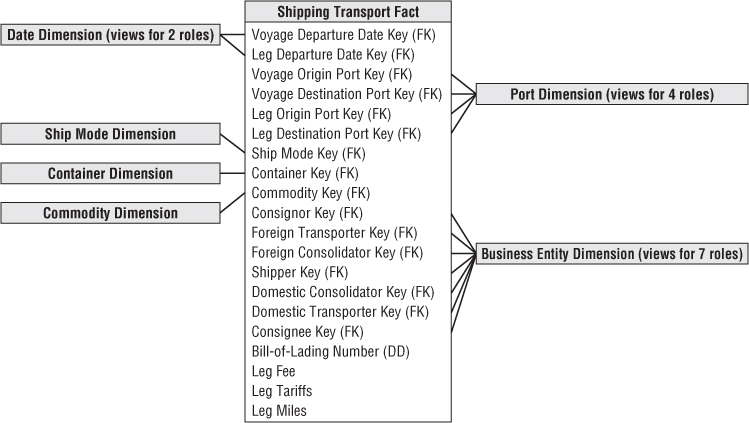 Shipping Transport Fact
Date Dimension (views for 2 roles)
Voyage Departure Date Key (FK)
Leg Departure Date Key (FK)
Voyage Origin Port Key (FK)
Voyage Destination Port Key (FK)
Port Dimension (views for 4 roles)
Leg Origin Port Key (FK)
Leg Destination Port Key (FK)
Ship Mode Dimension
Ship Mode Key (FK)
Container Dimension
Container Key (FK)
Commodity Key (FK)
Commodity Dimension
Consignor Key (FK)
Foreign Transporter Key (FK)
Foreign Consolidator Key (FK)
Business Entity Dimension (views for 7 roles)
Shipper Key (FK)
Domestic Consolidator Key (FK)
Domestic Transporter Key (FK)
Consignee Key (FK)
Bill-of-Lading Number (DD)
Leg Fee
Leg Tariffs
Leg Miles